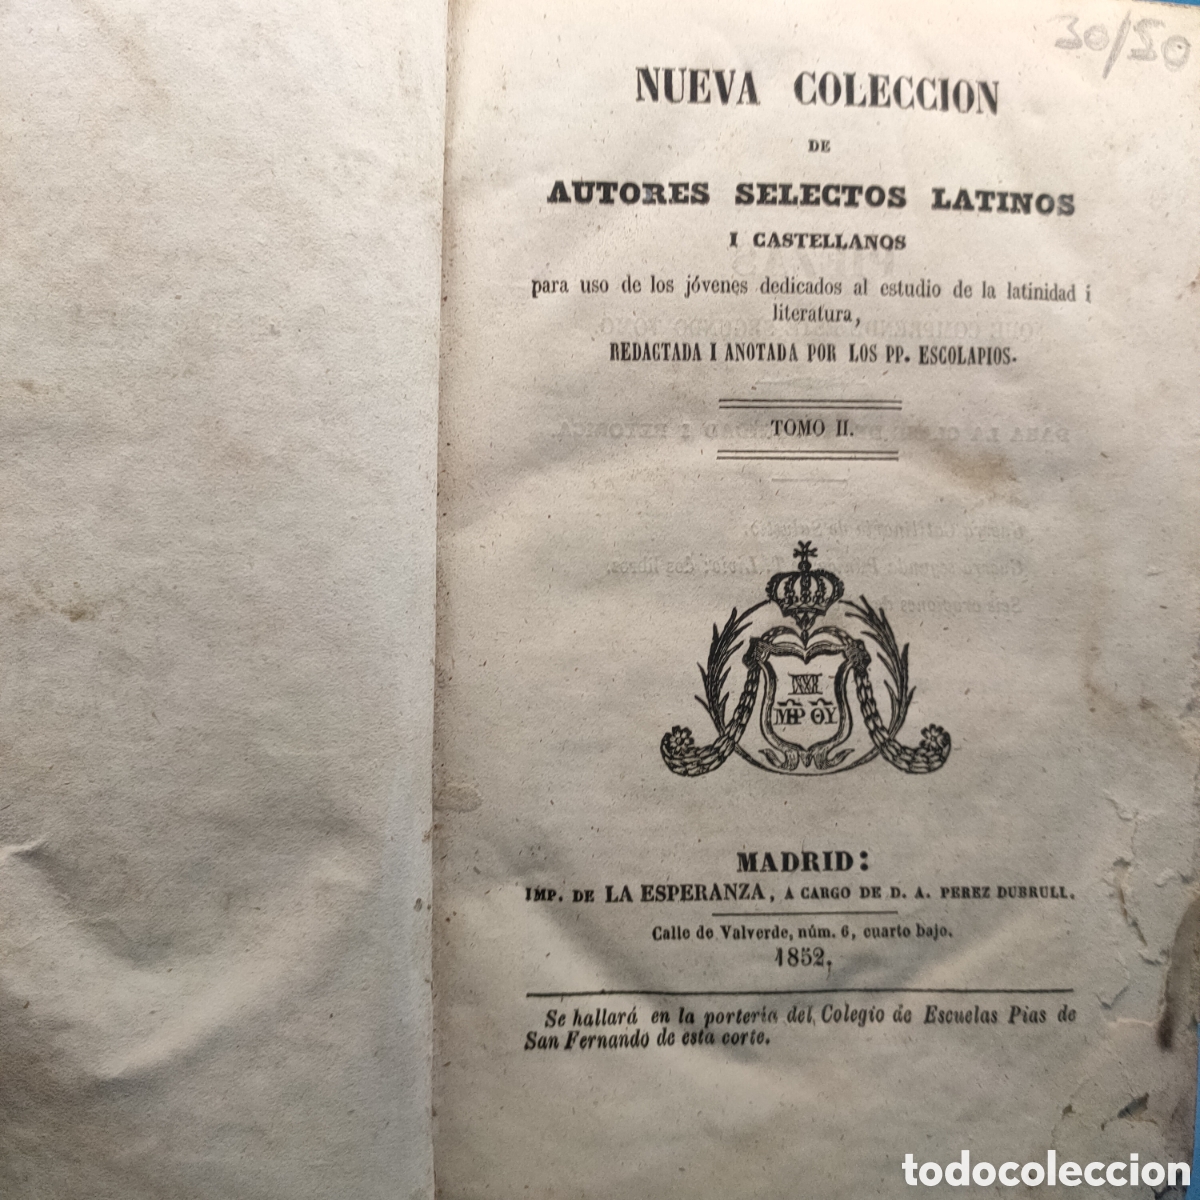 30/50
NUEVA COLECCION
DE
AUTORES SELECTOS LATINOS
I CASTELLANOS
para uso de los jóvenes dedicados al estudio de la latinidad i
literatura,
REDACTADA I ANOTADA POR LOS PP. ESCOLAPIOS.
TOMO II.
MADRID:
IMP. DE LA ESPERANZA, A CARGO DE D. A. PEREZ DUBRULL.
Calle de Valverde, núm. 6, cuarto bajo.
1852.
Se hallará en la portería del Colegio de Escuelas Pias de
San Fernando de esta corte.
todocoleccion